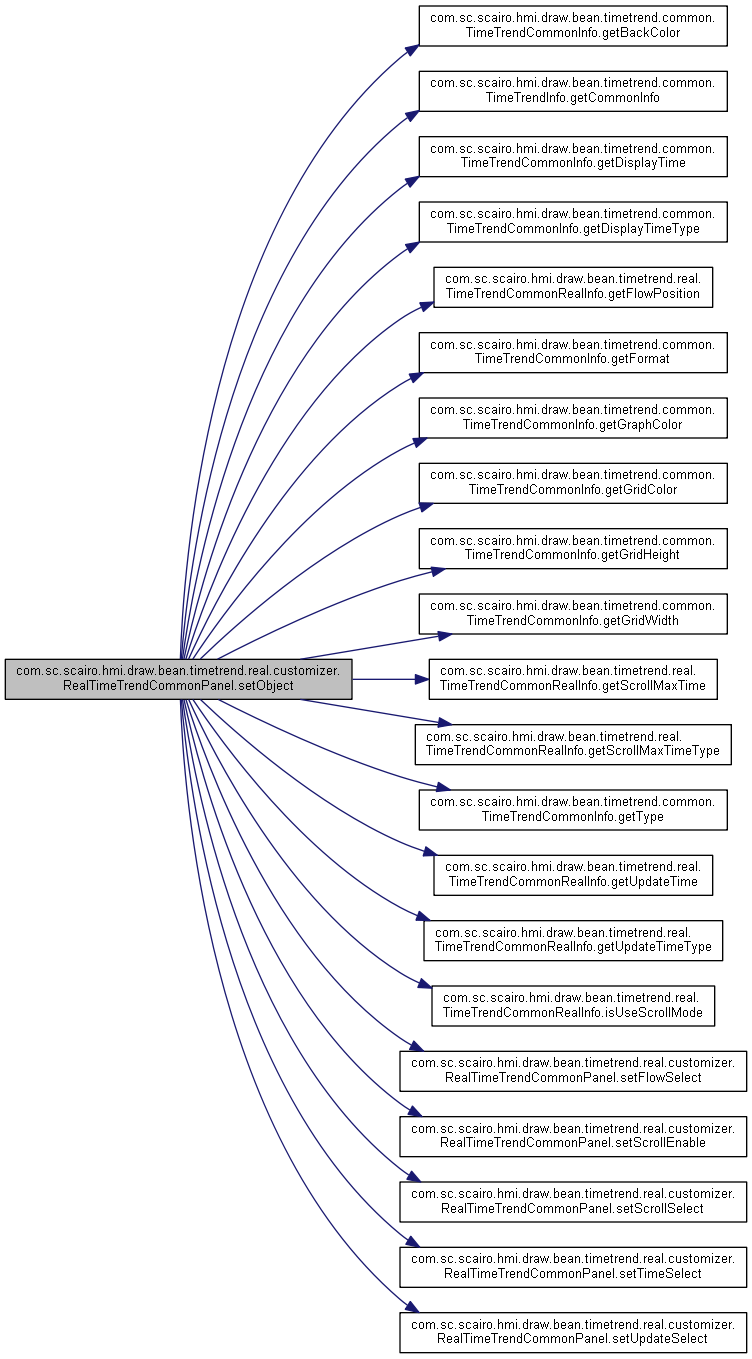 com.sc.scairo.hmi.draw.bean.timetrend.common.
TimeTrendCommonInfo.getBackColor
com.sc.scairo.hmi.draw.bean.timetrend.common.
TimeTrendInfo.getCommonInfo
com.sc.scairo.hmi.draw.bean.timetrend.common.
TimeTrendCommonInfo.getDisplayTime
com.sc.scairo.hmi.draw.bean.timetrend.common.
TimeTrendCommonInfo.getDisplayTimeType
com.sc.scairo.hmi.draw.bean.timetrend.real.
TimeTrendCommonRealInfo.getFlowPosition
com.sc.scairo.hmi.draw.bean.timetrend.common.
TimeTrendCommonInfo.getFormat
com.sc.scairo.hmi.draw.bean.timetrend.common.
TimeTrendCommonInfo.getGraphColor
com.sc.scairo.hmi.draw.bean.timetrend.common.
TimeTrendCommonInfo.getGridColor
com.sc.scairo.hmi.draw.bean.timetrend.common.
TimeTrendCommonInfo.getGridHeight
com.sc.scairo.hmi.draw.bean.timetrend.common.
TimeTrendCommonInfo.getGridWidth
com.sc.scairo.hmi.draw.bean.timetrend.real.customizer.
RealTimeTrendCommonPanel.setObject
com.sc.scairo.hmi.draw.bean.timetrend.real.
TimeTrendCommonRealInfo.getScrollMaxTime
com.sc.scairo.hmi.draw.bean.timetrend.real.
TimeTrendCommonRealInfo.getScrollMaxTimeType
com.sc.scairo.hmi.draw.bean.timetrend.common.
TimeTrendCommonInfo.getType
com.sc.scairo.hmi.draw.bean.timetrend.real.
TimeTrendCommonRealInfo.getUpdateTime
com.sc.scairo.hmi.draw.bean.timetrend.real.
TimeTrendCommonRealInfo.getUpdateTimeType
com.sc.scairo.hmi.draw.bean.timetrend.real.
TimeTrendCommonRealInfo.isUseScrollMode
com.sc.scairo.hmi.draw.bean.timetrend.real.customizer.
RealTimeTrendCommonPanel.setFlowSelect
com.sc.scairo.hmi.draw.bean.timetrend.real.customizer.
RealTimeTrendCommonPanel.setScrollEnable
com.sc.scairo.hmi.draw.bean.timetrend.real.customizer.
RealTimeTrendCommonPanel.setScrollSelect
com.sc.scairo.hmi.draw.bean.timetrend.real.customizer.
RealTimeTrendCommonPanel.setTimeSelect
com.sc.scairo.hmi.draw.bean.timetrend.real.customizer.
RealTimeTrendCommonPanel.setUpdateSelect